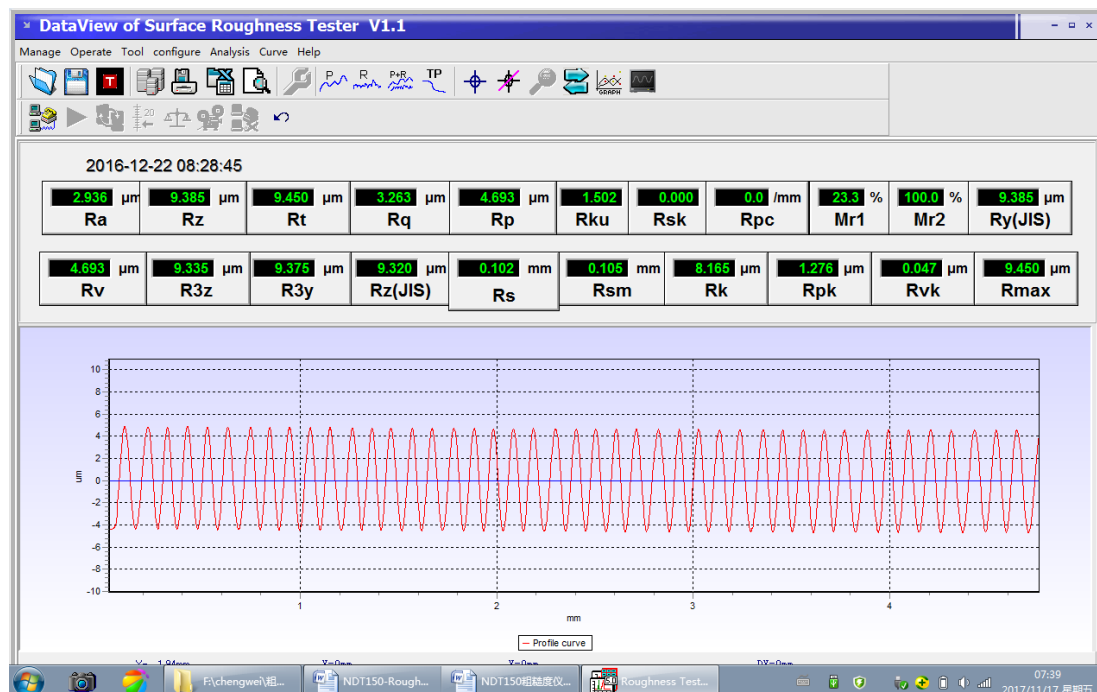 DataView of Surface Roughness Tester V1.1
Manage Operate Tool configure Analysis Curve Help
T P R P+R TP GRAPH
20
2016-12-22 08:28:45
2.936 μm 9.385 μm 9.450 μm 3.263 μm 4.693 μm 1.502 0.000 0.0 /mm 23.3 % 100.0 % 9.385 μm
Ra Rz Rt Rq Rp Rku Rsk Rpc Mr1 Mr2 Ry(JIS)
4.693 μm 9.335 μm 9.375 μm 9.320 μm 0.102 mm 0.105 mm 8.165 μm 1.276 μm 0.047 μm 9.450 μm
Rv R3z R3y Rz(JIS) Rs Rsm Rk Rpk Rvk Rmax
10
8
6
4
2
0
-2
-4
-6
-8
-10
um
1 2 3 4
mm
Profile curve
F:\chengwei\粗... NDT150-Rough... NDT150粗糙度仪... Roughness Test...
07:39
2017/11/17 星期五